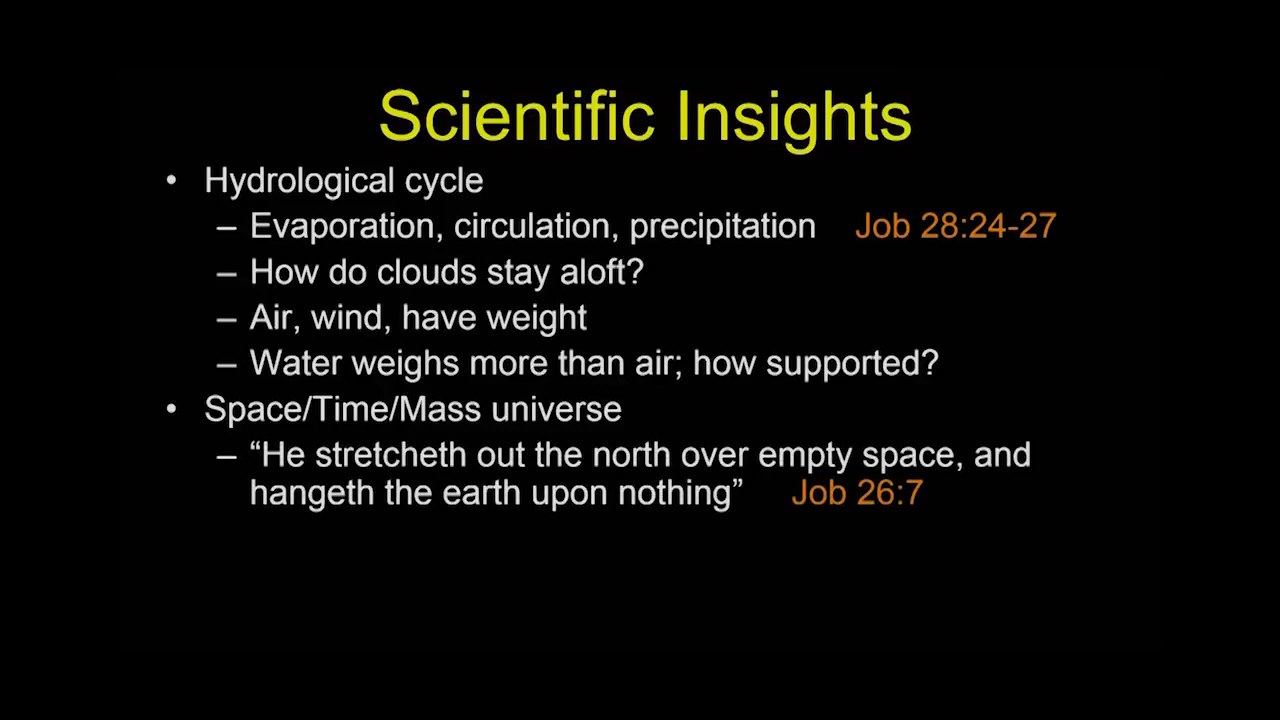 Scientific Insights
• Hydrological cycle
– Evaporation, circulation, precipitation Job 28:24-27
– How do clouds stay aloft?
– Air, wind, have weight
– Water weighs more than air; how supported?
• Space/Time/Mass universe
– “He stretcheth out the north over empty space, and
hangeth the earth upon nothing” Job 26:7